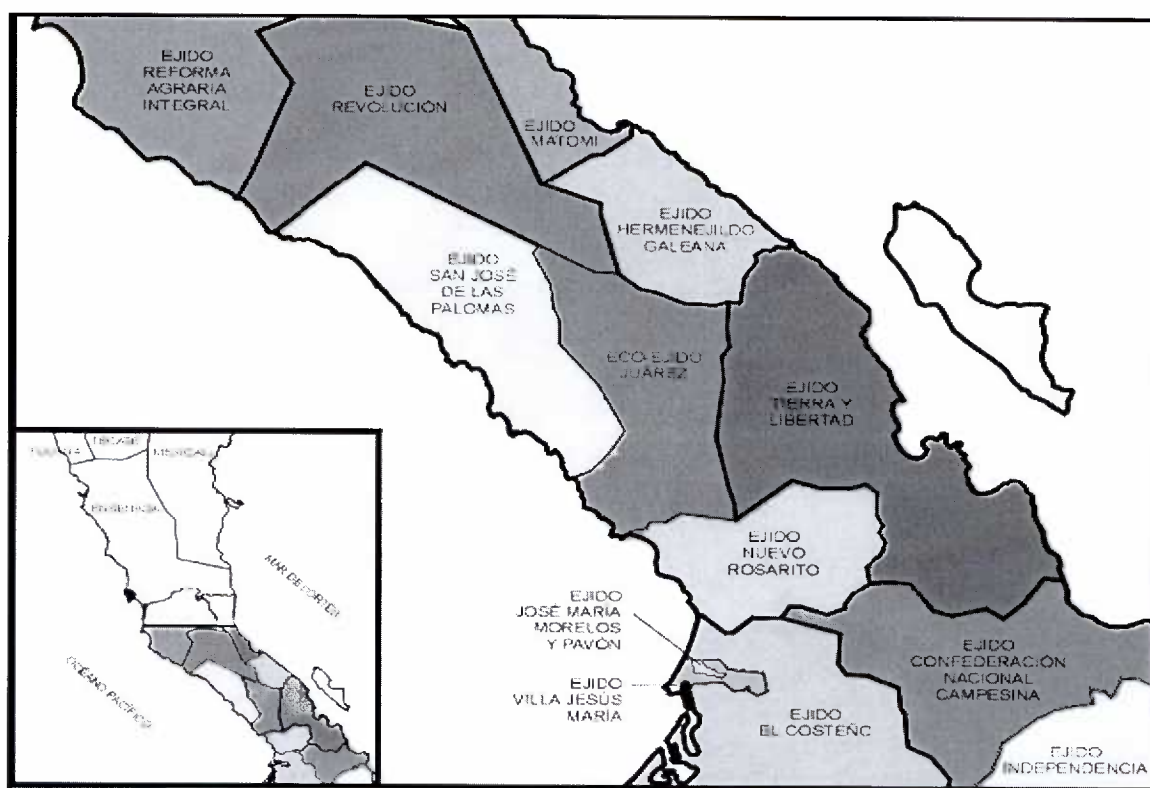 EJIDO
REFORMA
AGRARIA
INTEGRAL
EJIDO
REVOLUCIÓN
EJIDO
MATOMI
EJIDO
HERMENEJILDO
GALEANA
EJIDO
SAN JOSÉ
DE LAS
PALOMAS
ECO-EJIDO
JUÁREZ
EJIDO
TIERRA Y
LIBERTAD
EJIDO
NUEVO
ROSARITO
EJIDO
JOSÉ MARÍA
MORELOS
Y PAVÓN
EJIDO
VILLA JESÚS
MARÍA
EJIDO
EL COSTEÑO
EJIDO
CONFEDERACIÓN
NACIONAL
CAMPESINA
EJIDO
INDEPENDENCIA
TECATE
MEXICALI
ENSENADA
MAR DE CORTES
OCÉANO PACÍFICO